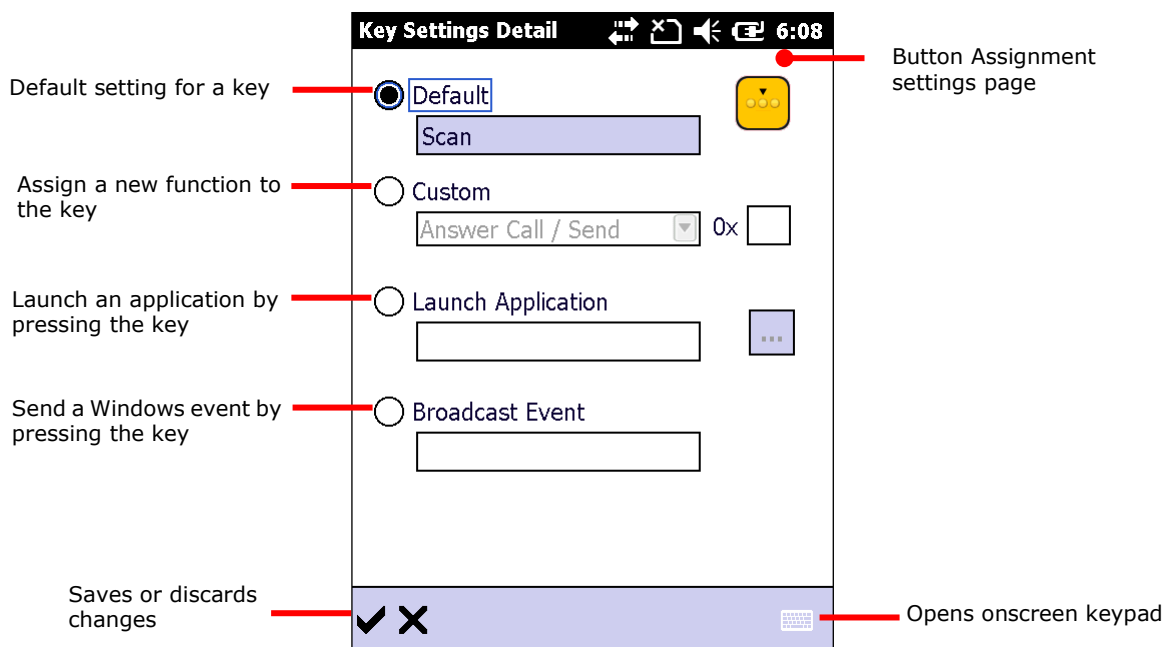 Key Settings Detail 6:08
Button Assignment
settings page
Default setting for a key
Default
Scan
Assign a new function to
the key
Custom
Answer Call / Send 0x
Launch an application by
pressing the key
Launch Application
...
Send a Windows event by
pressing the key
Broadcast Event
Saves or discards
changes
Opens onscreen keypad